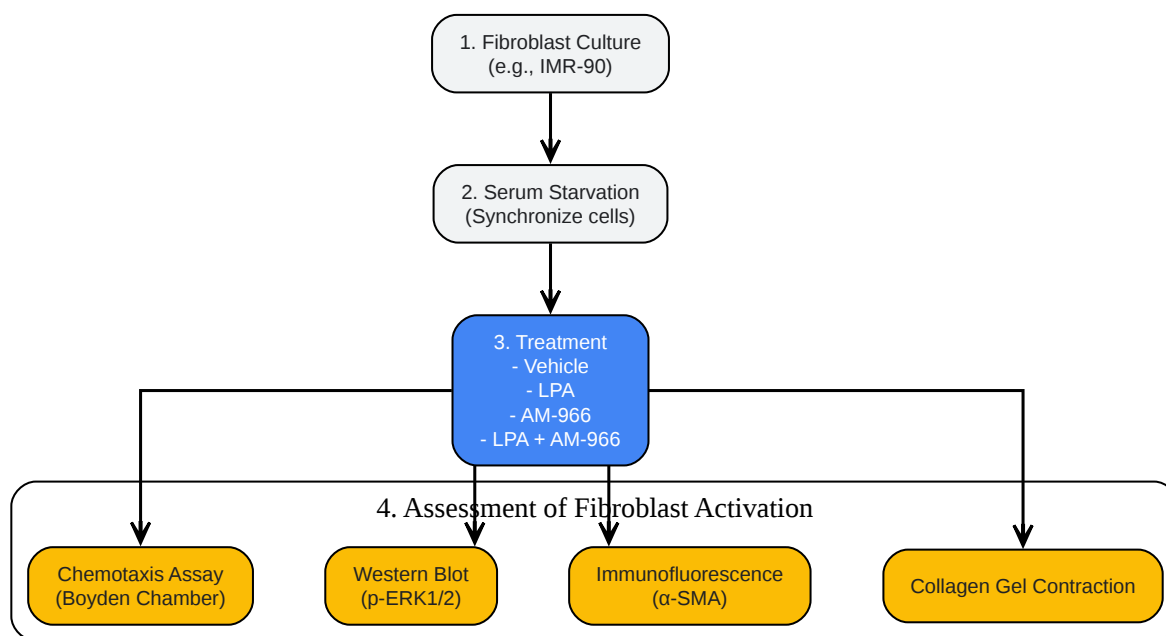 1. Fibroblast Culture
(e.g., IMR-90)
2. Serum Starvation
(Synchronize cells)
3. Treatment
- Vehicle
- LPA
- AM-966
- LPA + AM-966
4. Assessment of Fibroblast Activation
Chemotaxis Assay
(Boyden Chamber)
Western Blot
(p-ERK1/2)
Immunofluorescence
(α-SMA)
Collagen Gel Contraction